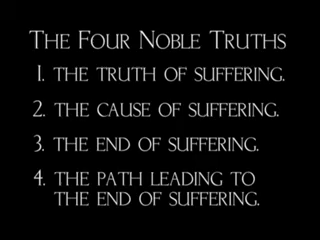 THE FOUR NOBLE TRUTHS
1. THE TRUTH OF SUFFERING.
2. THE CAUSE OF SUFFERING.
3. THE END OF SUFFERING.
4. THE PATH LEADING TO
THE END OF SUFFERING.